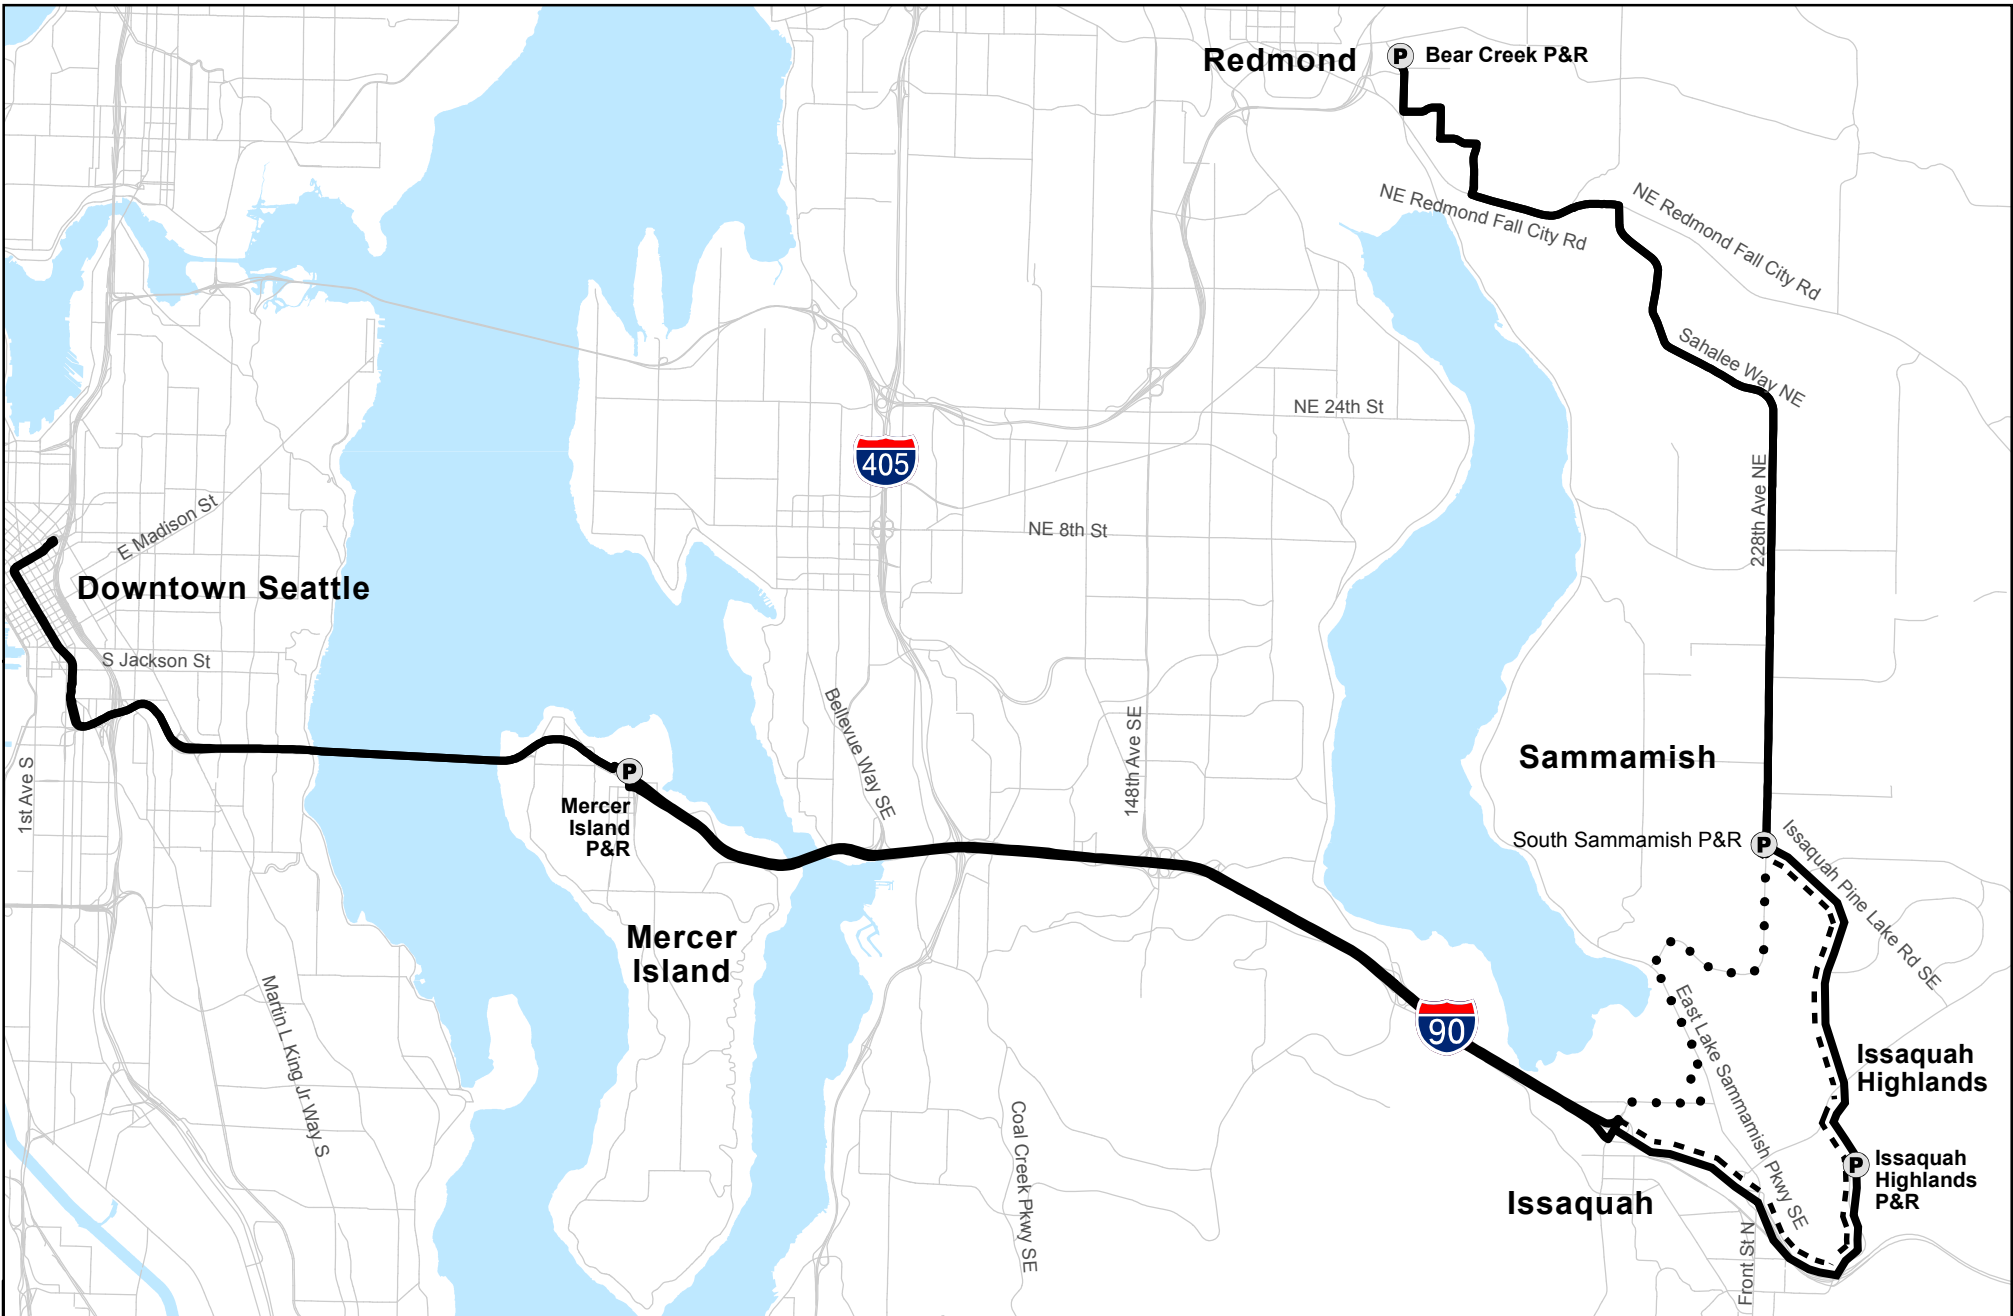 Redmond
P
Bear Creek P&R
NE Redmond Fall City Rd
NE Redmond Fall City Rd
Sahalee Way NE
NE 24th St
405
228th Ave NE
E Madison St
NE 8th St
Downtown Seattle
S Jackson St
Bellevue Way SE
148th Ave SE
Sammamish
1st Ave S
P
Mercer
Island
P&R
South Sammamish P&R
P
Issaquah Pine Lake Rd SE
Mercer
Island
Martin L King Jr Way S
90
East Lake Sammamish Pkwy SE
Issaquah
Highlands
Coal Creek Pkwy SE
P
Issaquah
Highlands
P&R
Issaquah
Front St N